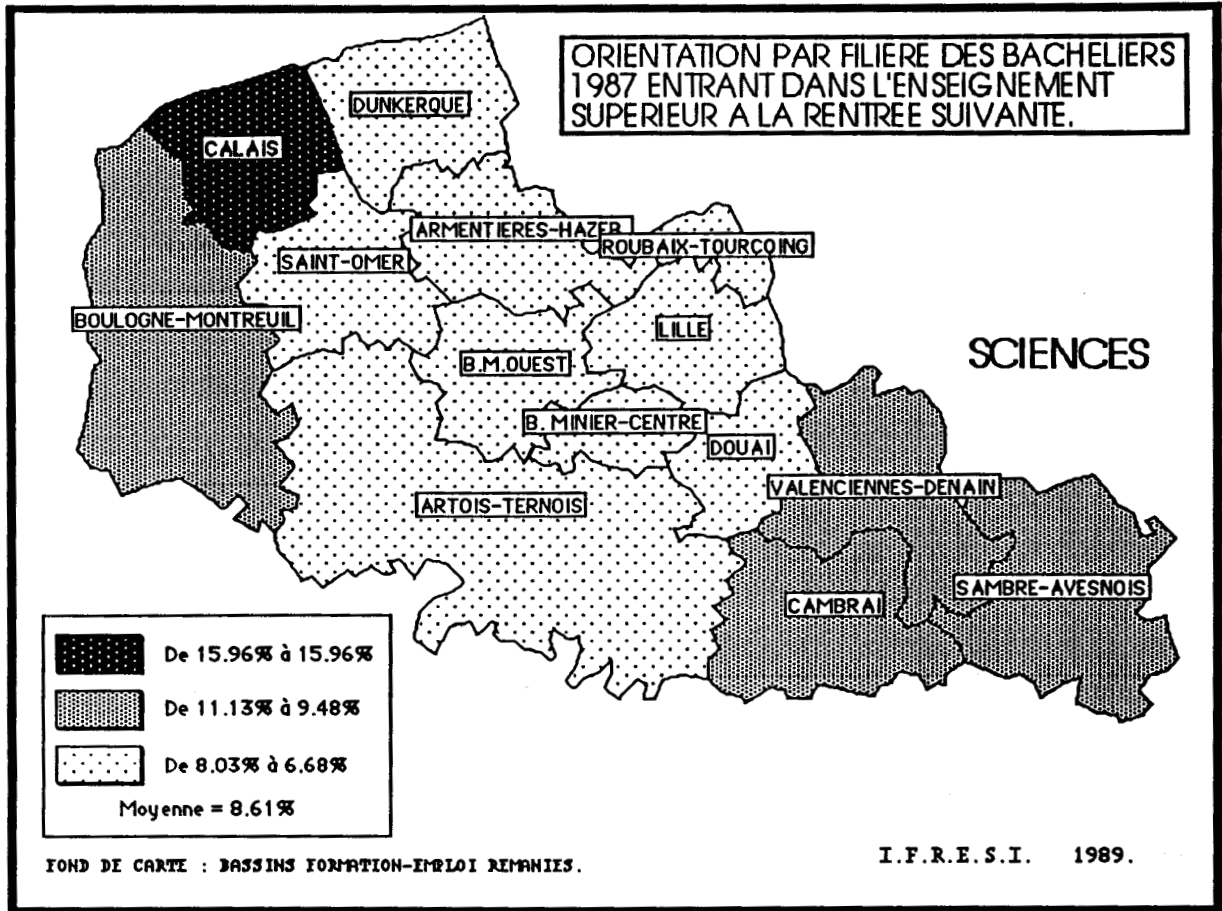 ORIENTATION PAR FILIERE DES BACHELIERS
1987 ENTRANT DANS L'ENSEIGNEMENT
SUPERIEUR A LA RENTREE SUIVANTE.
DUNKERQUE
CALAIS
ARMENTIERES-HAZEB
ROUBAIX-TOURCOING
SAINT-OMER
BOULOGNE-MONTREUIL
LILLE
SCIENCES
B.M.OUEST
B. MINIER-CENTRE
DOUAI
VALENCIENNES-DENAIN
ARTOIS-TERNOIS
SAMBRE-AVESNOIS
CAMBRAI
De 15.96% à 15.96%
De 11.13% à 9.48%
De 8.03% à 6.68%
Moyenne = 8.61%
FOND DE CARTE : BASSINS FORMATION-EMPLOI REMANIES.
I.F.R.E.S.I. 1989.